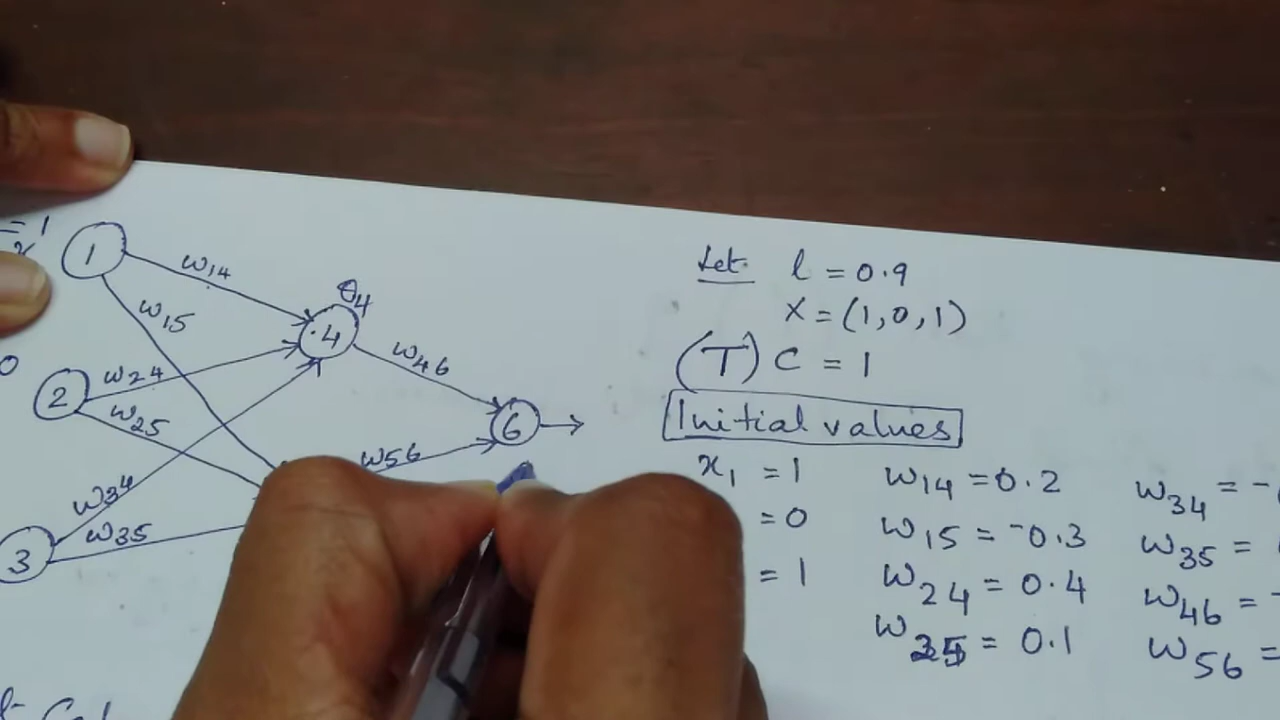 = 1
1
w14
w15
θ4
4
w46
0
2
w24
w25
6
w56
w34
w35
3
Let l = 0.9
X = (1,0,1)
(T) C = 1
Initial values
x1 = 1 w14 = 0.2 w34 = -
= 0 w15 = -0.3 w35 =
= 1 w24 = 0.4 w46 = -
w25 = 0.1 w56 =